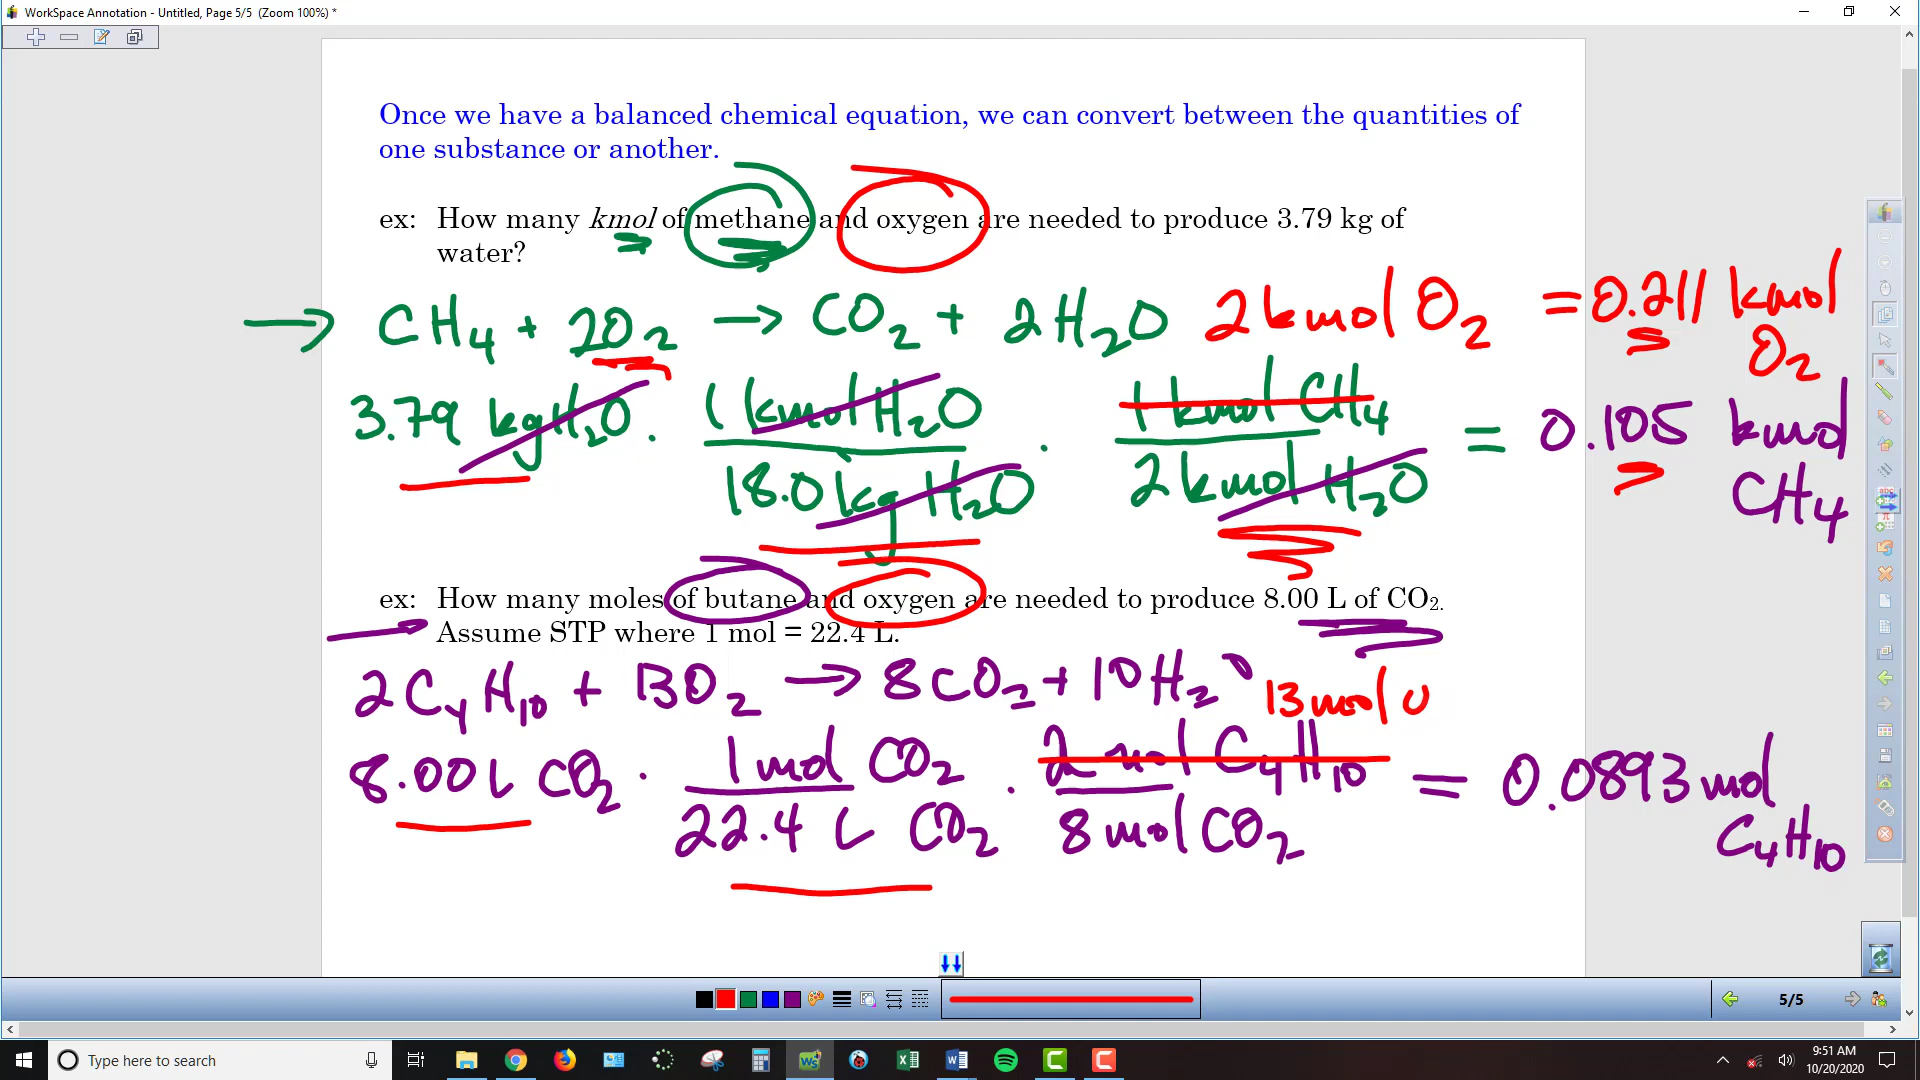 WorkSpace Annotation - Untitled, Page 5/5 (Zoom 100%) *
Once we have a balanced chemical equation, we can convert between the quantities of
one substance or another.
ex: How many kmol of methane and oxygen are needed to produce 3.79 kg of
water?
CH4 + 2O2 → CO2 + 2H2O 2 kmol O2 = 0.211 kmol
O2
3.79 kg H2O · 1 kmol H2O · 1 kmol CH4 = 0.105 kmol
18.0 kg H2O 2 kmol H2O CH4
ex: How many moles of butane and oxygen are needed to produce 8.00 L of CO2.
Assume STP where 1 mol = 22.4 L.
2C4H10 + 13O2 → 8CO2 + 10H2O 13 mol O
8.00 L CO2 · 1 mol CO2 · 2 mol C4H10 = 0.0893 mol
22.4 L CO2 8 mol CO2 C4H10
5/5
Type here to search
9:51 AM
10/20/2020